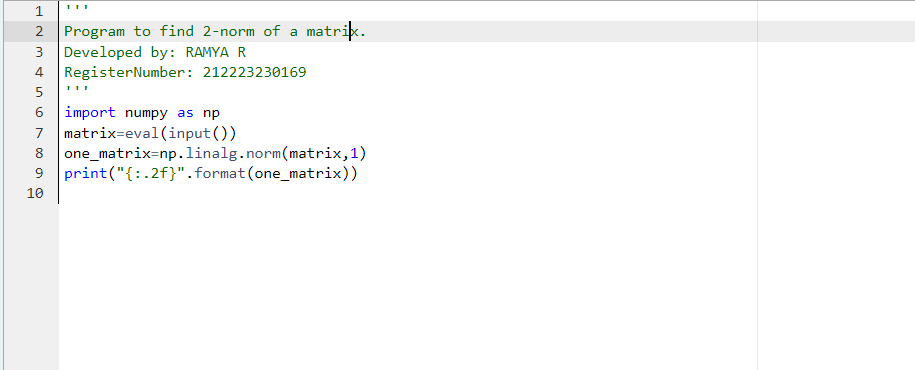 1 '''
2 Program to find 2-norm of a matrix.
3 Developed by: RAMYA R
4 RegisterNumber: 212223230169
5 '''
6 import numpy as np
7 matrix=eval(input())
8 one_matrix=np.linalg.norm(matrix,1)
9 print("{:.2f}".format(one_matrix))
10